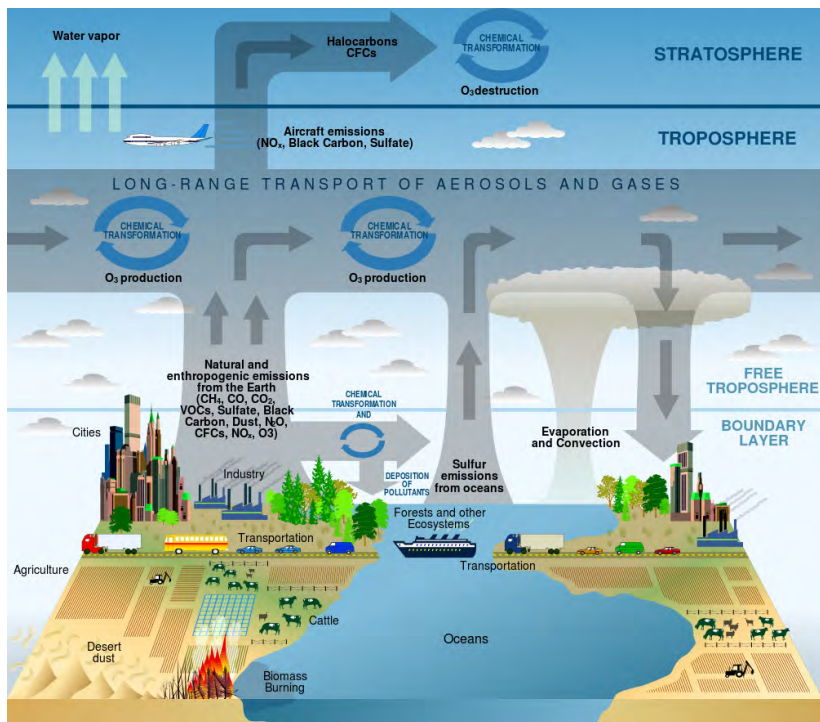 Water vapor
Halocarbons
CFCs
CHEMICAL
TRANSFORMATION
O₃ destruction
STRATOSPHERE
Aircraft emissions
(NOₓ, Black Carbon, Sulfate)
TROPOSPHERE
LONG-RANGE TRANSPORT OF AEROSOLS AND GASES
CHEMICAL
TRANSFORMATION
O₃ production
CHEMICAL
TRANSFORMATION
O₃ production
Natural and
enthropogenic emissions
from the Earth
(CH₄, CO, CO₂,
VOCs, Sulfate, Black
Carbon, Dust, N₂O,
CFCs, NOₓ, O3)
CHEMICAL
TRANSFORMATION
AND
DEPOSITION
OF
POLLUTANTS
FREE
TROPOSPHERE
BOUNDARY
LAYER
Cities
Industry
Sulfur
emissions
from oceans
Evaporation
and Convection
Forests and other
Ecosystems
Transportation
Transportation
Agriculture
Cattle
Desert
dust
Biomass
Burning
Oceans